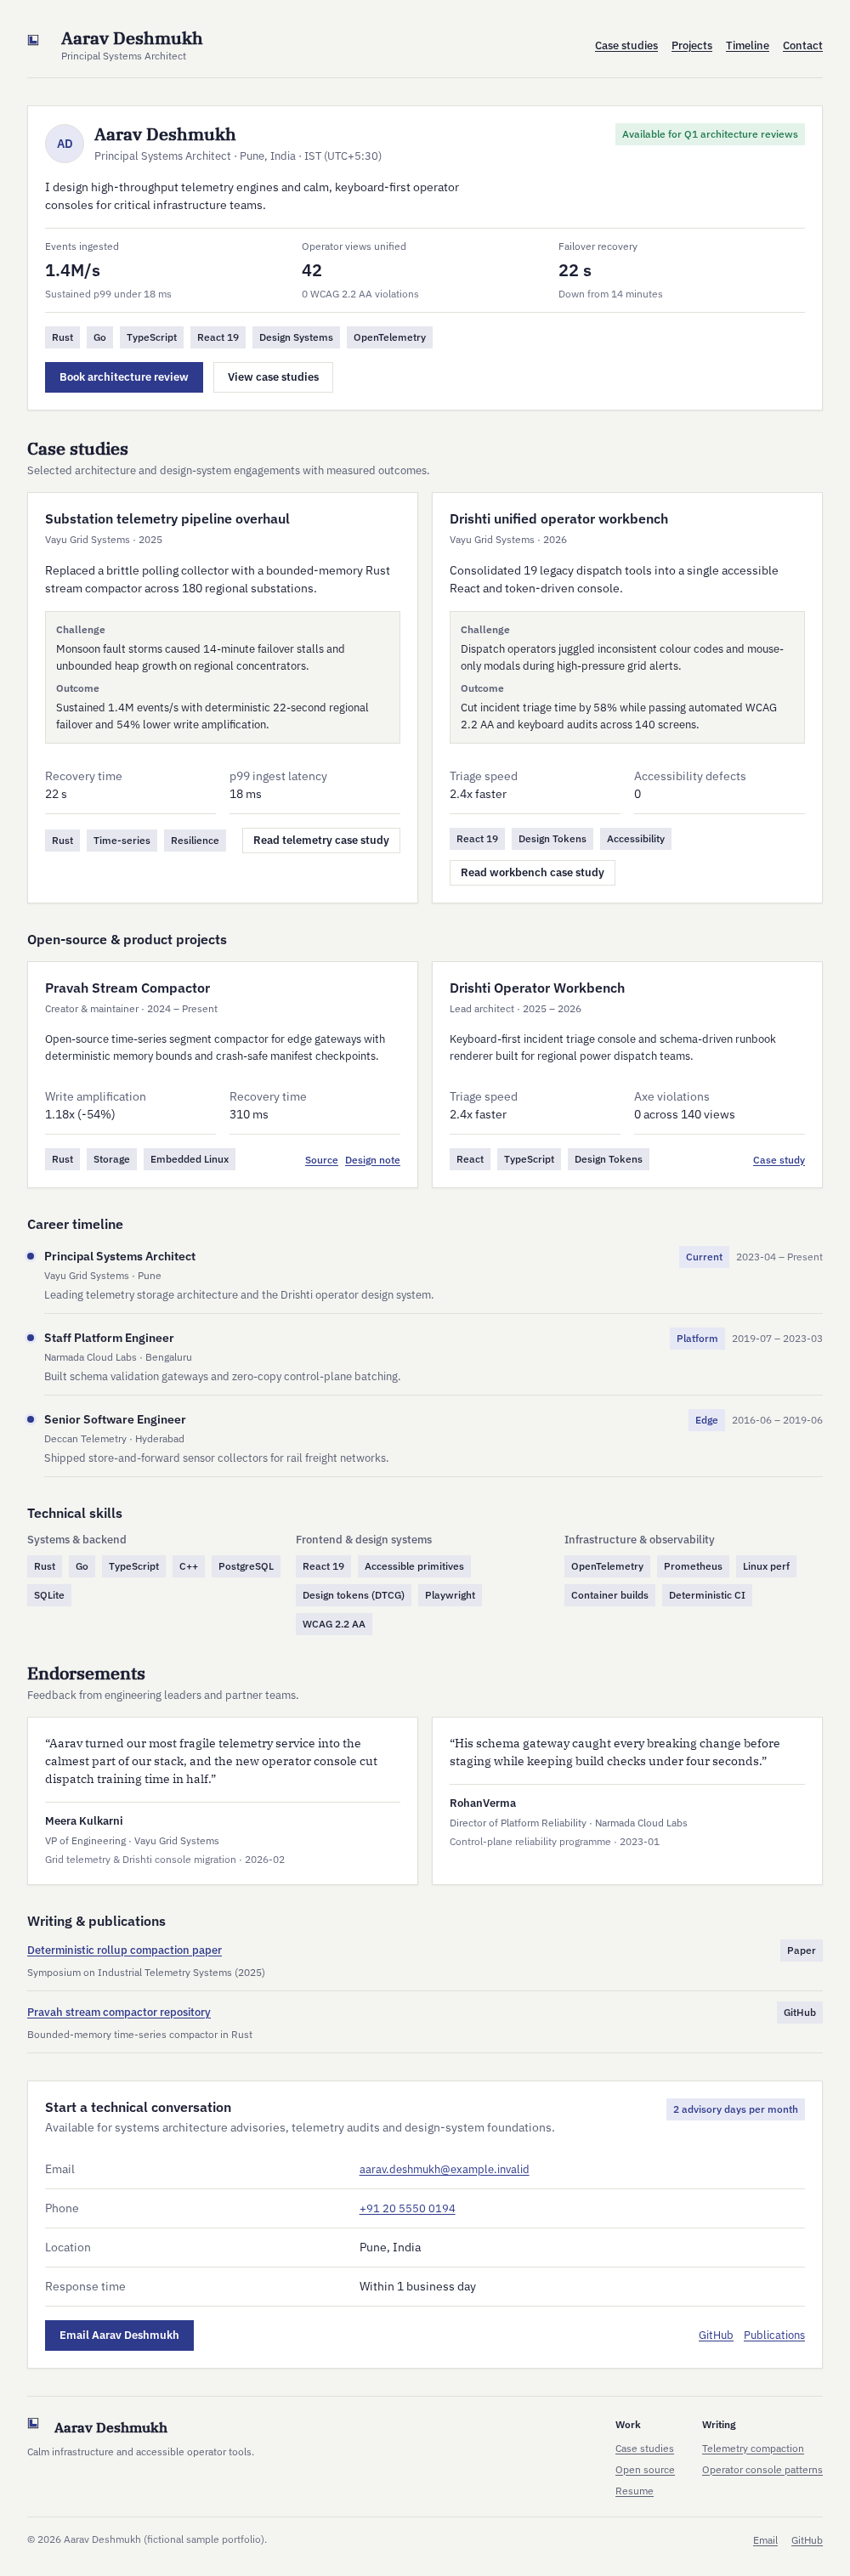 Aarav Deshmukh
Principal Systems Architect
Case studies Projects Timeline Contact
AD
Aarav Deshmukh
Principal Systems Architect · Pune, India · IST (UTC+5:30)
Available for Q1 architecture reviews
I design high-throughput telemetry engines and calm, keyboard-first operator
consoles for critical infrastructure teams.
Events ingested
1.4M/s
Sustained p99 under 18 ms
Operator views unified
42
0 WCAG 2.2 AA violations
Failover recovery
22 s
Down from 14 minutes
Rust Go TypeScript React 19 Design Systems OpenTelemetry
Book architecture review View case studies
Case studies
Selected architecture and design-system engagements with measured outcomes.
Substation telemetry pipeline overhaul
Vayu Grid Systems · 2025
Replaced a brittle polling collector with a bounded-memory Rust
stream compactor across 180 regional substations.
Challenge
Monsoon fault storms caused 14-minute failover stalls and
unbounded heap growth on regional concentrators.
Outcome
Sustained 1.4M events/s with deterministic 22-second regional
failover and 54% lower write amplification.
Recovery time
22 s
p99 ingest latency
18 ms
Rust Time-series Resilience Read telemetry case study
Drishti unified operator workbench
Vayu Grid Systems · 2026
Consolidated 19 legacy dispatch tools into a single accessible
React and token-driven console.
Challenge
Dispatch operators juggled inconsistent colour codes and mouse-
only modals during high-pressure grid alerts.
Outcome
Cut incident triage time by 58% while passing automated WCAG
2.2 AA and keyboard audits across 140 screens.
Triage speed
2.4x faster
Accessibility defects
0
React 19 Design Tokens Accessibility
Read workbench case study
Open-source & product projects
Pravah Stream Compactor
Creator & maintainer · 2024 – Present
Open-source time-series segment compactor for edge gateways with
deterministic memory bounds and crash-safe manifest checkpoints.
Write amplification
1.18x (-54%)
Recovery time
310 ms
Rust Storage Embedded Linux Source Design note
Drishti Operator Workbench
Lead architect · 2025 – 2026
Keyboard-first incident triage console and schema-driven runbook
renderer built for regional power dispatch teams.
Triage speed
2.4x faster
Axe violations
0 across 140 views
React TypeScript Design Tokens Case study
Career timeline
Principal Systems Architect Current 2023-04 – Present
Vayu Grid Systems · Pune
Leading telemetry storage architecture and the Drishti operator design system.
Staff Platform Engineer Platform 2019-07 – 2023-03
Narmada Cloud Labs · Bengaluru
Built schema validation gateways and zero-copy control-plane batching.
Senior Software Engineer Edge 2016-06 – 2019-06
Deccan Telemetry · Hyderabad
Shipped store-and-forward sensor collectors for rail freight networks.
Technical skills
Systems & backend
Rust Go TypeScript C++ PostgreSQL
SQLite
Frontend & design systems
React 19 Accessible primitives
Design tokens (DTCG) Playwright
WCAG 2.2 AA
Infrastructure & observability
OpenTelemetry Prometheus Linux perf
Container builds Deterministic CI
Endorsements
Feedback from engineering leaders and partner teams.
“Aarav turned our most fragile telemetry service into the
calmest part of our stack, and the new operator console cut
dispatch training time in half.”
Meera Kulkarni
VP of Engineering · Vayu Grid Systems
Grid telemetry & Drishti console migration · 2026-02
“His schema gateway caught every breaking change before
staging while keeping build checks under four seconds.”
RohanVerma
Director of Platform Reliability · Narmada Cloud Labs
Control-plane reliability programme · 2023-01
Writing & publications
Deterministic rollup compaction paper Paper
Symposium on Industrial Telemetry Systems (2025)
Pravah stream compactor repository GitHub
Bounded-memory time-series compactor in Rust
Start a technical conversation
2 advisory days per month
Available for systems architecture advisories, telemetry audits and design-system foundations.
Email aarav.deshmukh@example.invalid
Phone +91 20 5550 0194
Location Pune, India
Response time Within 1 business day
Email Aarav Deshmukh GitHub Publications
Aarav Deshmukh
Calm infrastructure and accessible operator tools.
Work
Case studies
Open source
Resume
Writing
Telemetry compaction
Operator console patterns
© 2026 Aarav Deshmukh (fictional sample portfolio). Email GitHub